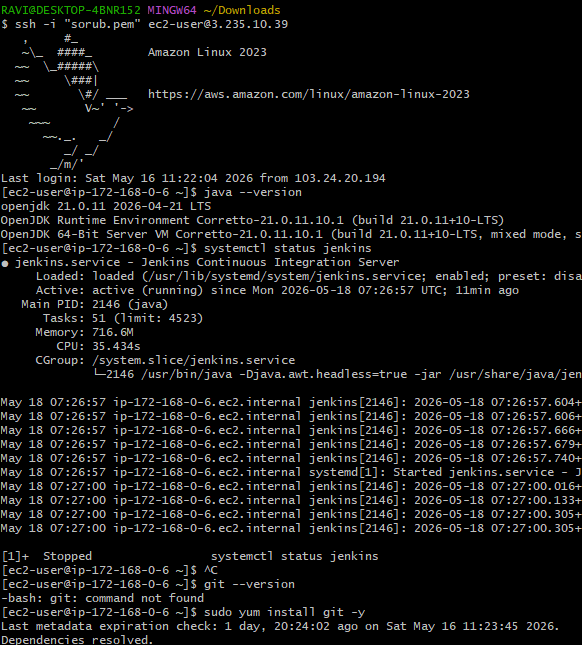 RAVI@DESKTOP-4BNR152 MINGW64 ~/Downloads
$ ssh -i "sorub.pem" ec2-user@3.235.10.39
   ,     #_
   ~\_  ####_        Amazon Linux 2023
  ~~  \_#####\
  ~~     \###|
  ~~       \#/ ___   https://aws.amazon.com/linux/amazon-linux-2023
   ~~       V~' '->
    ~~~         /
      ~~._.   _/
         _/ _/
       _/m/'
Last login: Sat May 16 11:22:04 2026 from 103.24.20.194
[ec2-user@ip-172-168-0-6 ~]$ java --version
openjdk 21.0.11 2026-04-21 LTS
OpenJDK Runtime Environment Corretto-21.0.11.10.1 (build 21.0.11+10-LTS)
OpenJDK 64-Bit Server VM Corretto-21.0.11.10.1 (build 21.0.11+10-LTS, mixed mode, s
[ec2-user@ip-172-168-0-6 ~]$ systemctl status jenkins
● jenkins.service - Jenkins Continuous Integration Server
     Loaded: loaded (/usr/lib/systemd/system/jenkins.service; enabled; preset: disa
     Active: active (running) since Mon 2026-05-18 07:26:57 UTC; 11min ago
   Main PID: 2146 (java)
      Tasks: 51 (limit: 4523)
     Memory: 716.6M
        CPU: 35.434s
     CGroup: /system.slice/jenkins.service
             └─2146 /usr/bin/java -Djava.awt.headless=true -jar /usr/share/java/jen
May 18 07:26:57 ip-172-168-0-6.ec2.internal jenkins[2146]: 2026-05-18 07:26:57.604+
May 18 07:26:57 ip-172-168-0-6.ec2.internal jenkins[2146]: 2026-05-18 07:26:57.606+
May 18 07:26:57 ip-172-168-0-6.ec2.internal jenkins[2146]: 2026-05-18 07:26:57.666+
May 18 07:26:57 ip-172-168-0-6.ec2.internal jenkins[2146]: 2026-05-18 07:26:57.679+
May 18 07:26:57 ip-172-168-0-6.ec2.internal jenkins[2146]: 2026-05-18 07:26:57.740+
May 18 07:26:57 ip-172-168-0-6.ec2.internal systemd[1]: Started jenkins.service - J
May 18 07:27:00 ip-172-168-0-6.ec2.internal jenkins[2146]: 2026-05-18 07:27:00.016+
May 18 07:27:00 ip-172-168-0-6.ec2.internal jenkins[2146]: 2026-05-18 07:27:00.133+
May 18 07:27:00 ip-172-168-0-6.ec2.internal jenkins[2146]: 2026-05-18 07:27:00.305+
May 18 07:27:00 ip-172-168-0-6.ec2.internal jenkins[2146]: 2026-05-18 07:27:00.305+
[1]+  Stopped                 systemctl status jenkins
[ec2-user@ip-172-168-0-6 ~]$ ^C
[ec2-user@ip-172-168-0-6 ~]$ git --version
-bash: git: command not found
[ec2-user@ip-172-168-0-6 ~]$ sudo yum install git -y
Last metadata expiration check: 1 day, 20:24:02 ago on Sat May 16 11:23:45 2026.
Dependencies resolved.